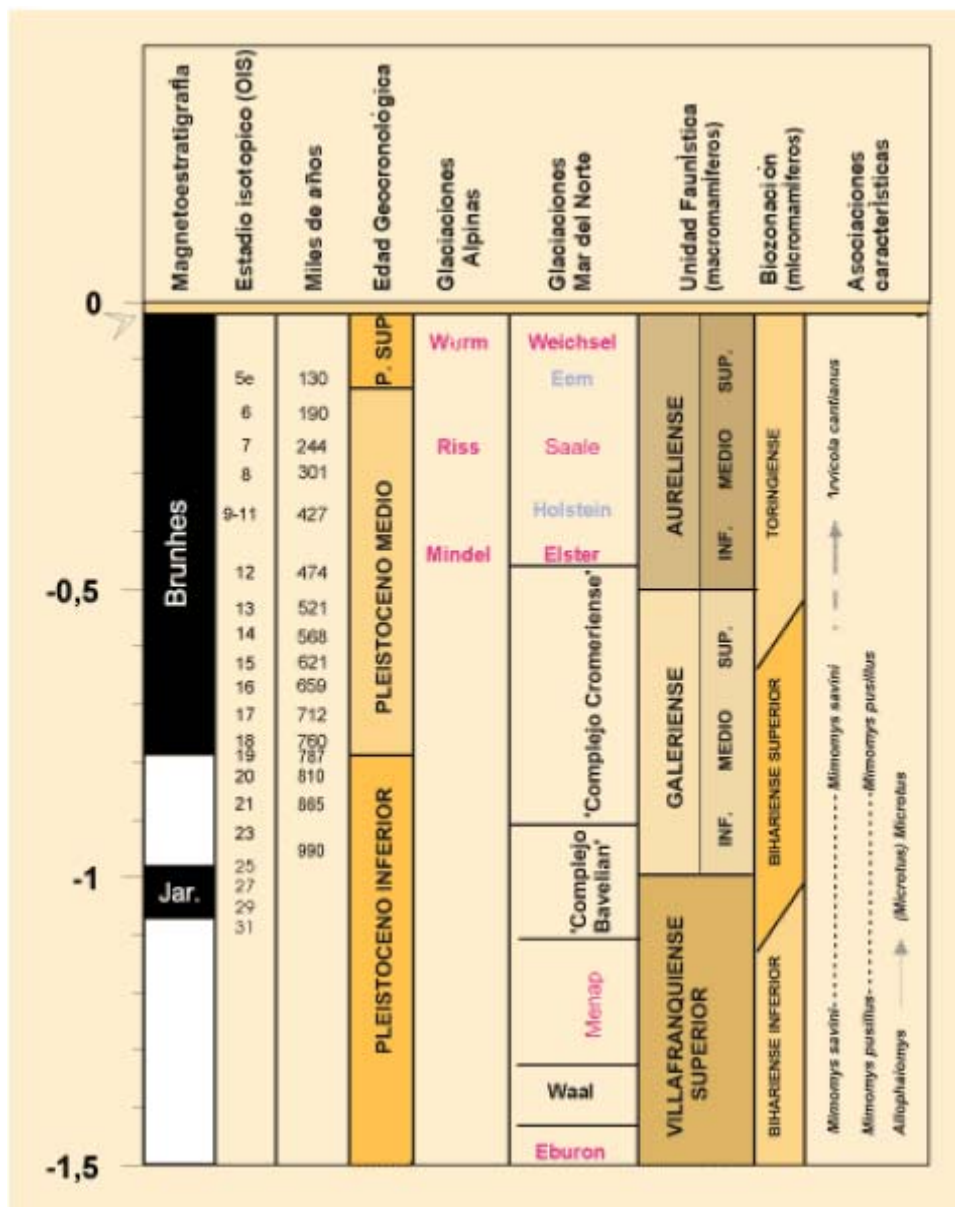 Magnetoestratigrafía
Estadio isotopico (OIS)
Miles de años
Edad Geocronológica
Glaciaciones
Alpinas
Glaciaciones
Mar del Norte
Unidad Faunística
(macromamíferos)
Biozonación
(micromamíferos)
Asociaciones
características
0
-0,5
-1
-1,5
Brunhes
Jar.
5e
6
7
8
9-11
12
13
14
15
16
17
18
19
20
21
23
25
27
29
31
130
190
244
301
427
474
521
568
621
659
712
760
787
810
865
990
P. SUP
PLEISTOCENO MEDIO
PLEISTOCENO INFERIOR
Wurm
Riss
Mindel
Weichsel
Eem
Saale
Holstein
Elster
"Complejo Cromeriense"
"Complejo
Bavelian"
Menap
Waal
Eburon
AURELIENSE
SUP.
MEDIO
INF.
GALERIENSE
SUP.
MEDIO
INF.
VILLAFRANQUIENSE
SUPERIOR
TORINGIENSE
BIHARIENSE SUPERIOR
BIHARIENSE INFERIOR
Mimomys savini-----------Mimomys savini
Arvicola cantianus
Mimomys pusillus-----------Mimomys pusillus
Allophaiomys
(Microtus) Microtus